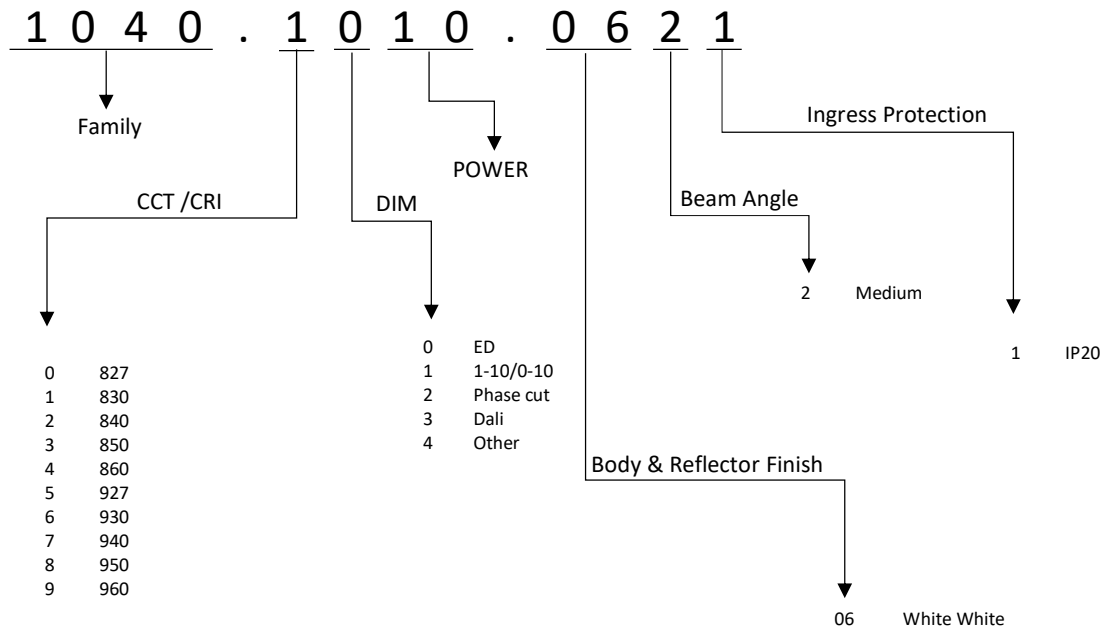 1 0 4 0 . 1 0 1 0 . 0 6 2 1
Family
POWER
Ingress Protection
CCT /CRI
DIM
Beam Angle
2 Medium
1 IP20
0 827
1 830
2 840
3 850
4 860
5 927
6 930
7 940
8 950
9 960
0 ED
1 1-10/0-10
2 Phase cut
3 Dali
4 Other
Body & Reflector Finish
06 White White